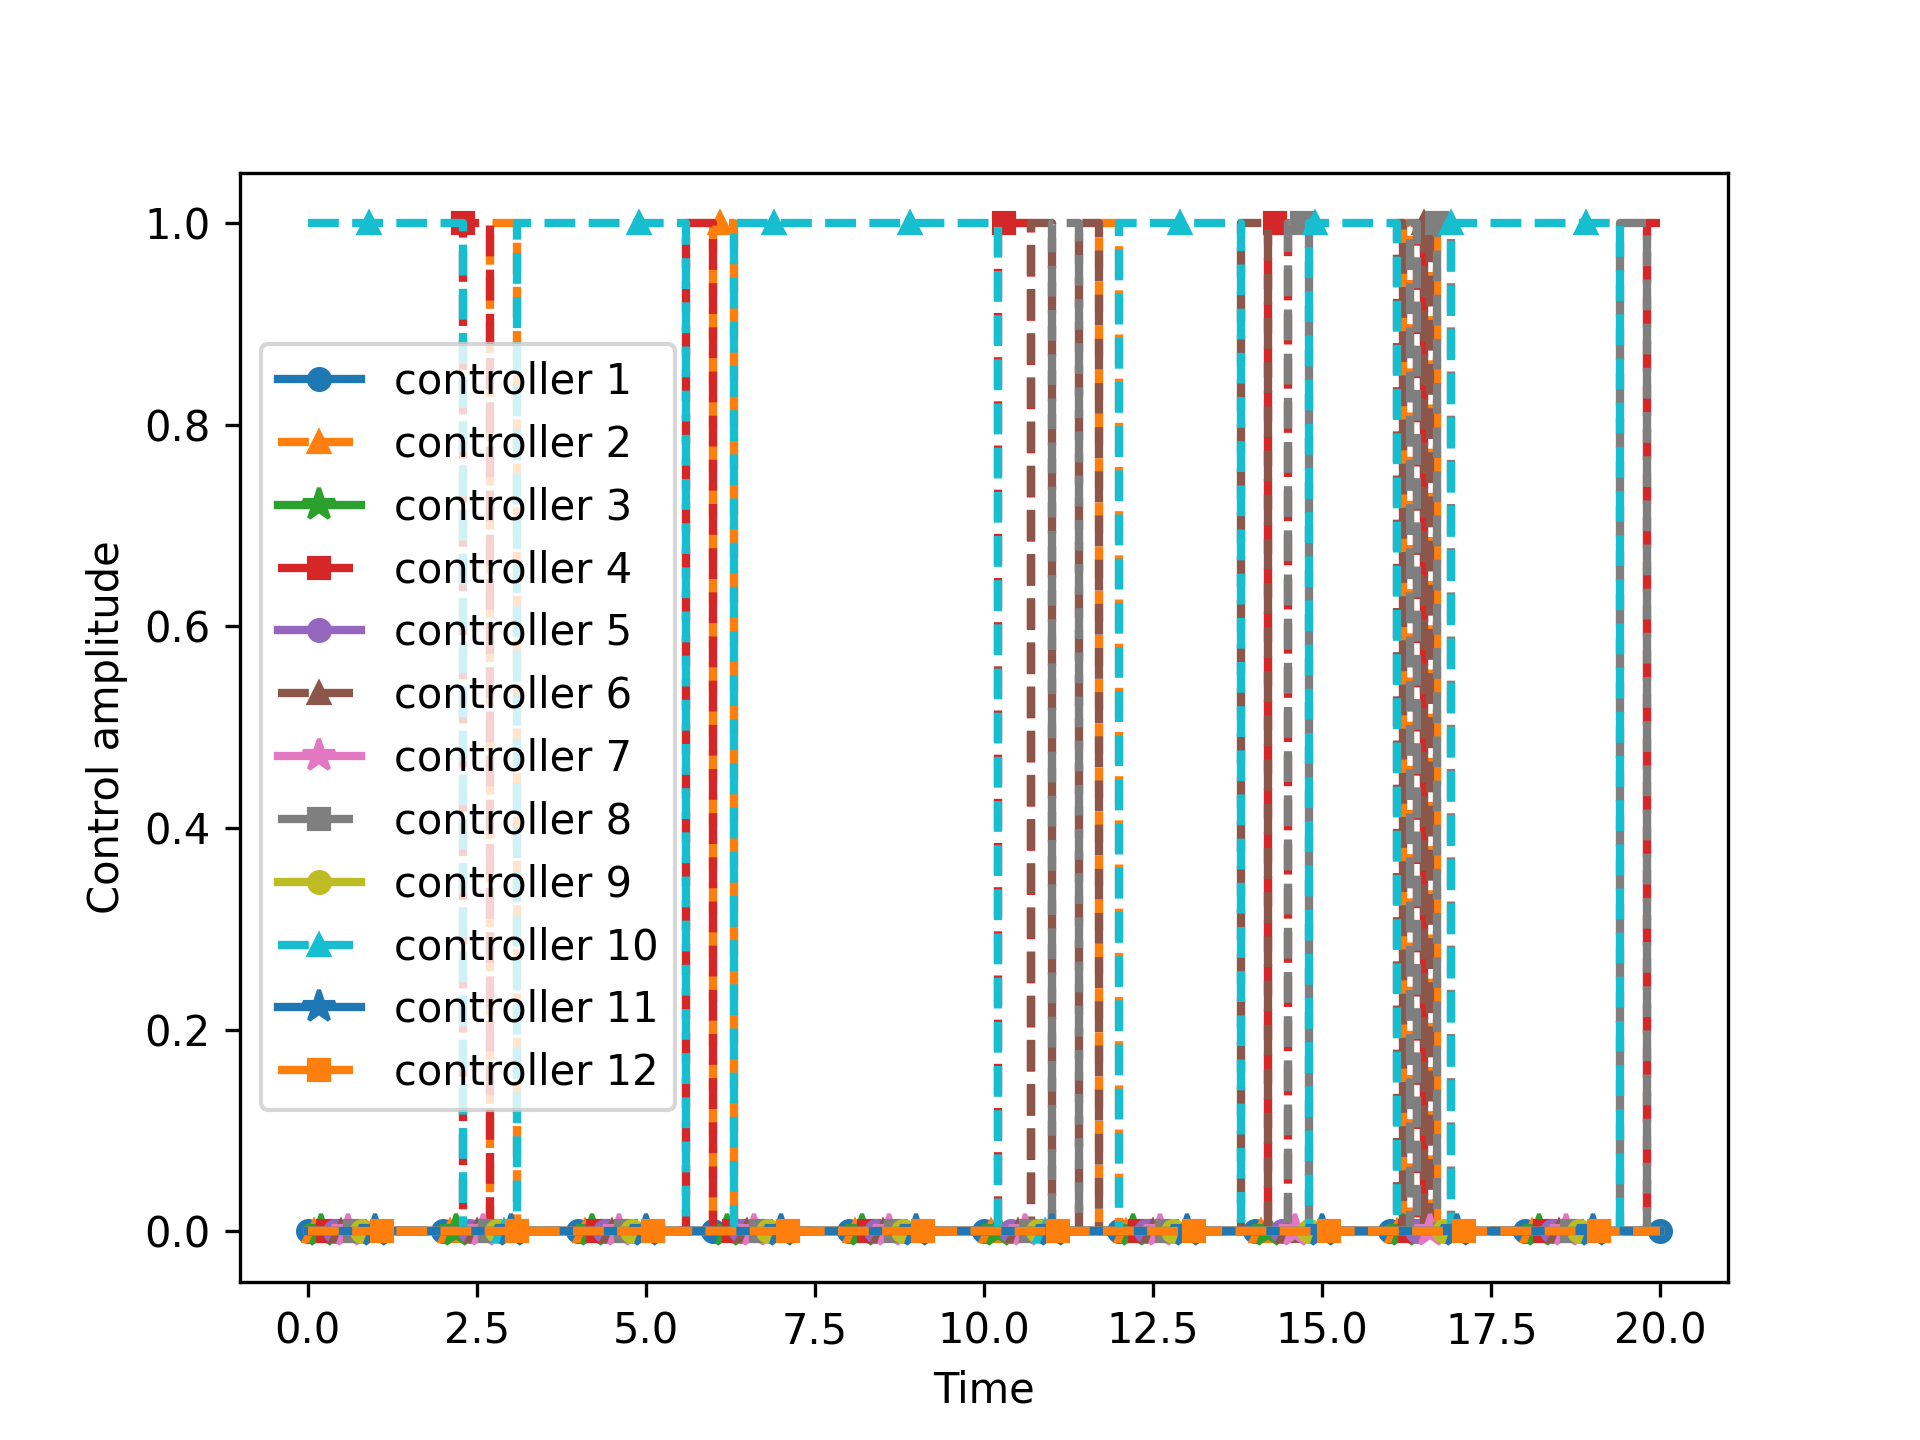 1.0
0.8
0.6
0.4
0.2
0.0
Control amplitude
controller 1
controller 2
controller 3
controller 4
controller 5
controller 6
controller 7
controller 8
controller 9
controller 10
controller 11
controller 12
0.0 2.5 5.0 7.5 10.0 12.5 15.0 17.5 20.0
Time